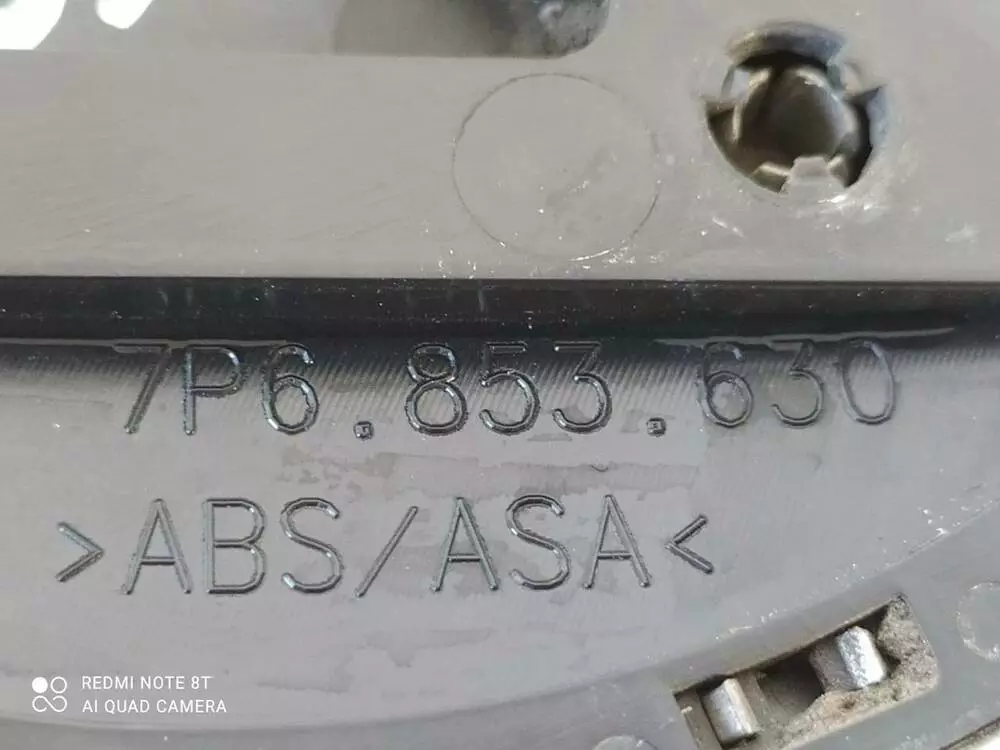 7P6.853.630
>ABS/ASA<
REDMI NOTE 8T
AI QUAD CAMERA